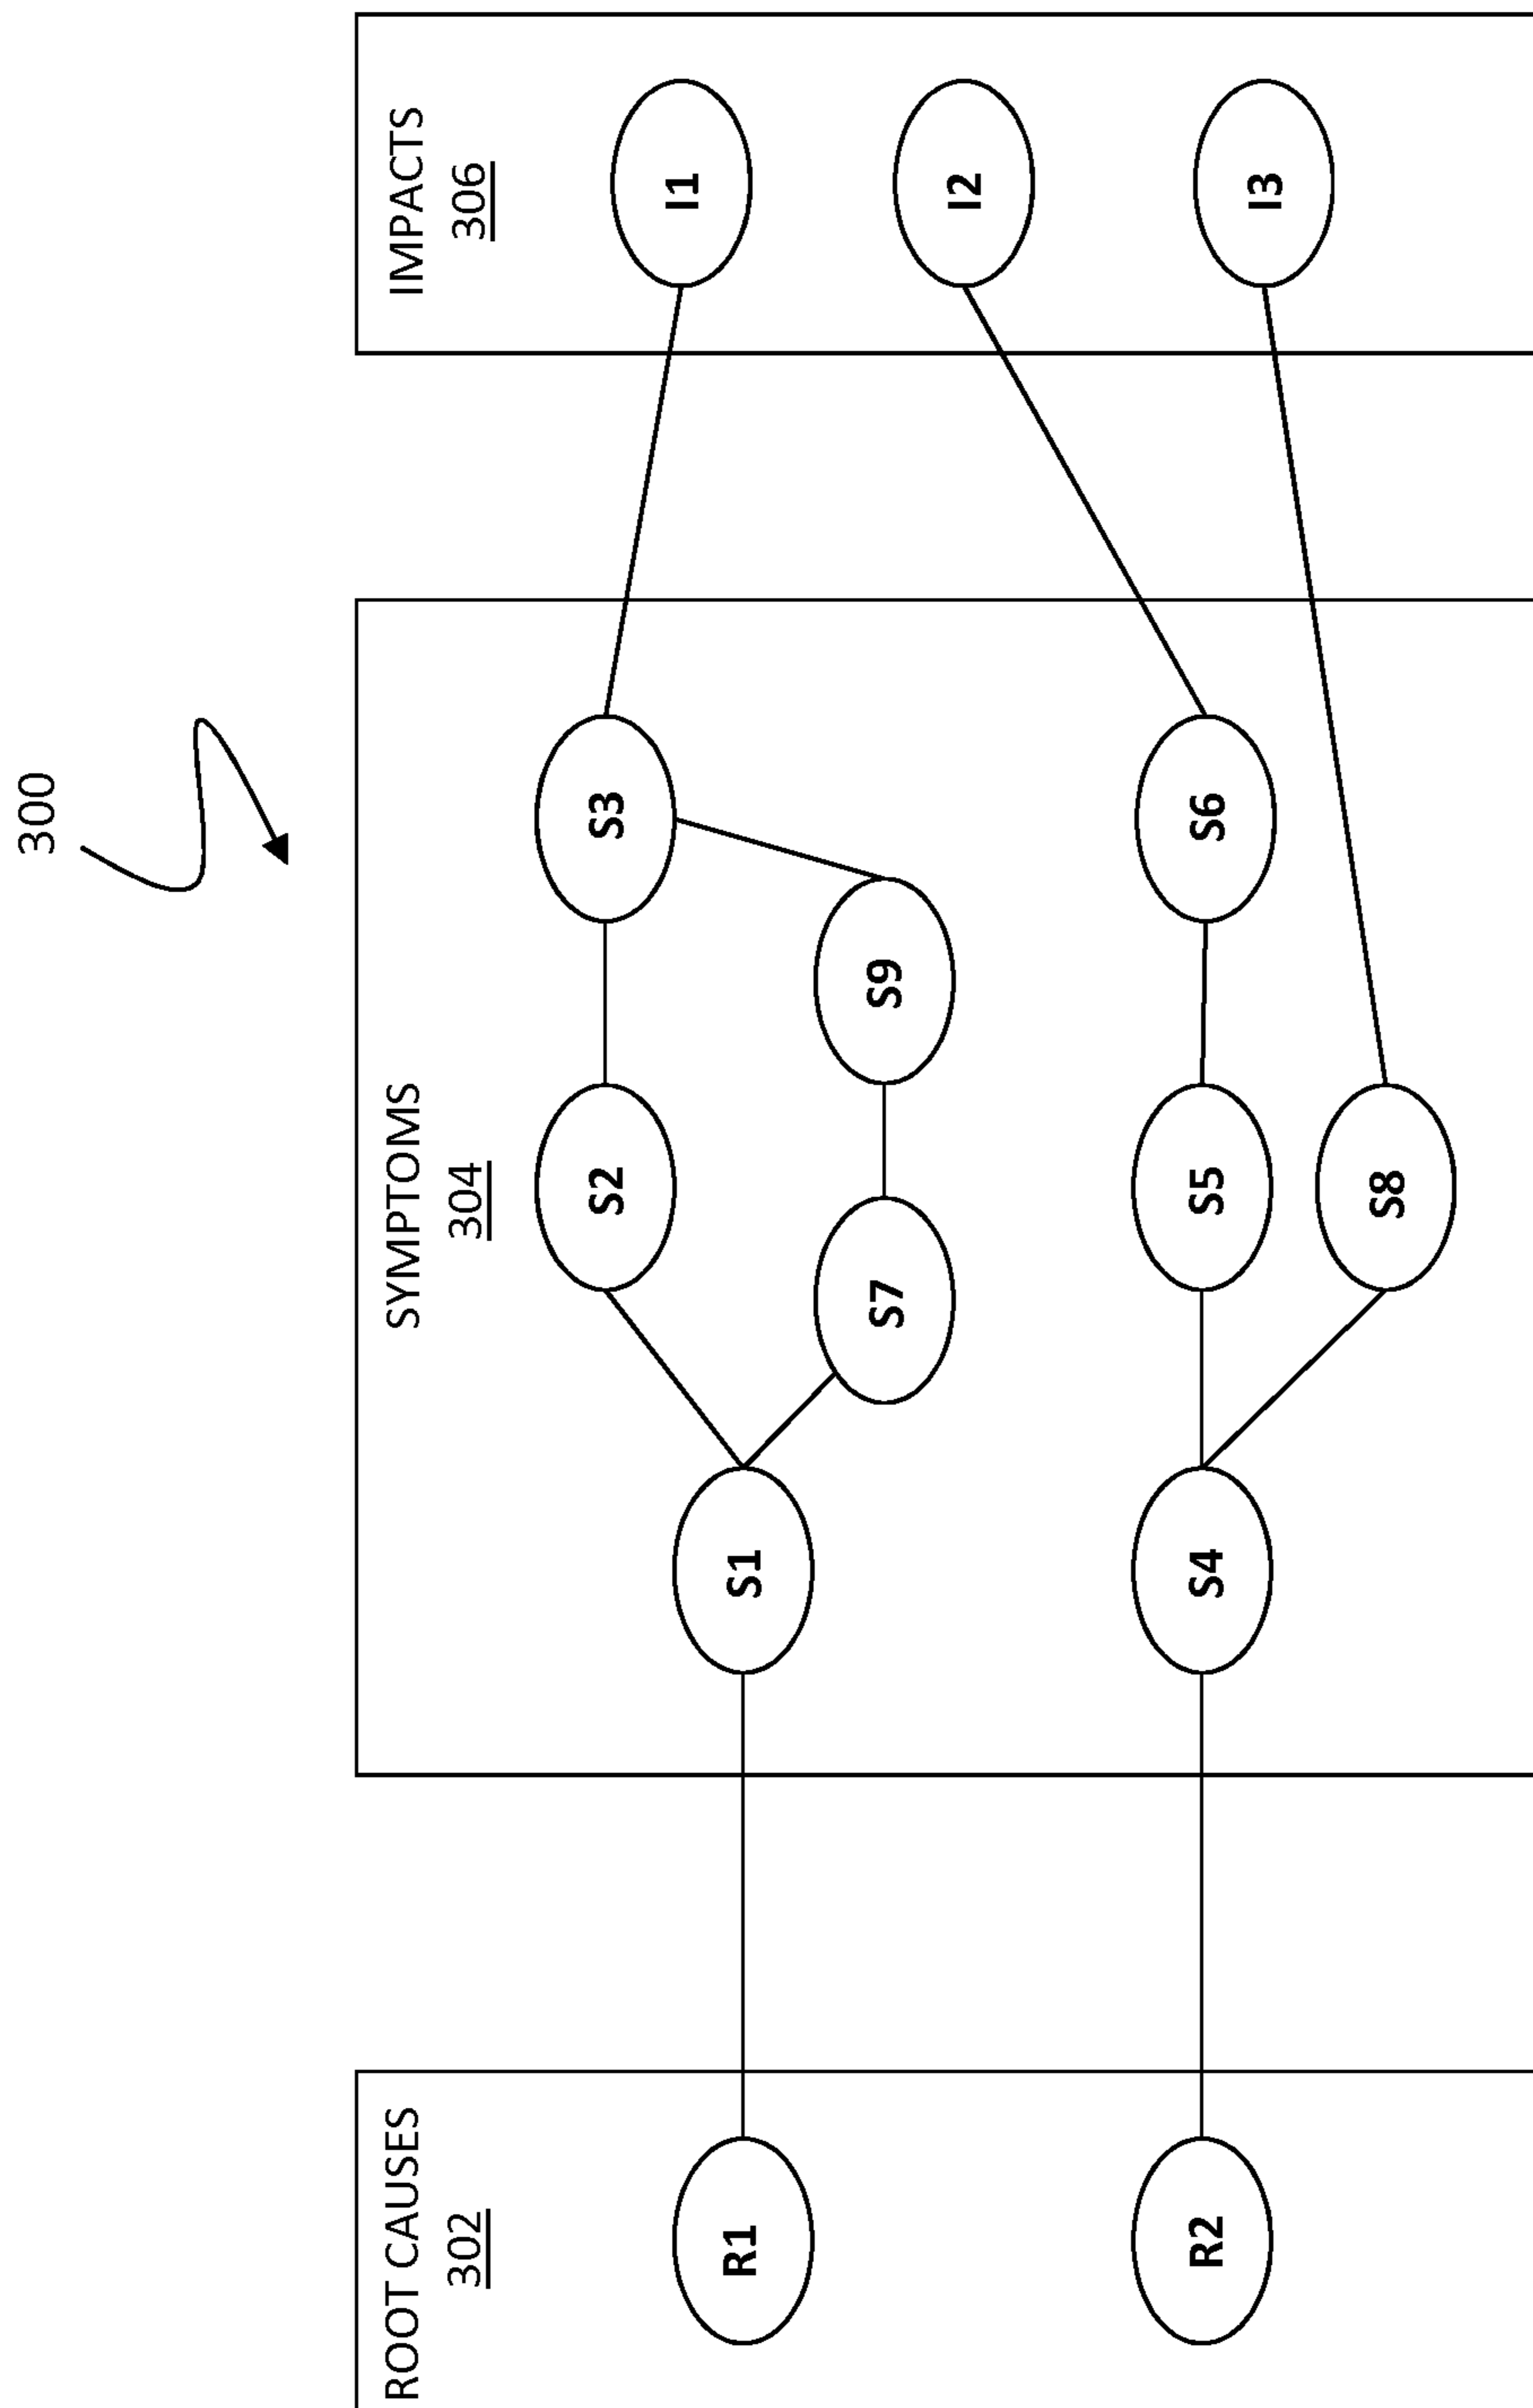 300
ROOT CAUSES
302
SYMPTOMS
304
IMPACTS
306
R1
R2
S1
S2
S3
S7
S9
S4
S5
S6
S8
I1
I2
I3